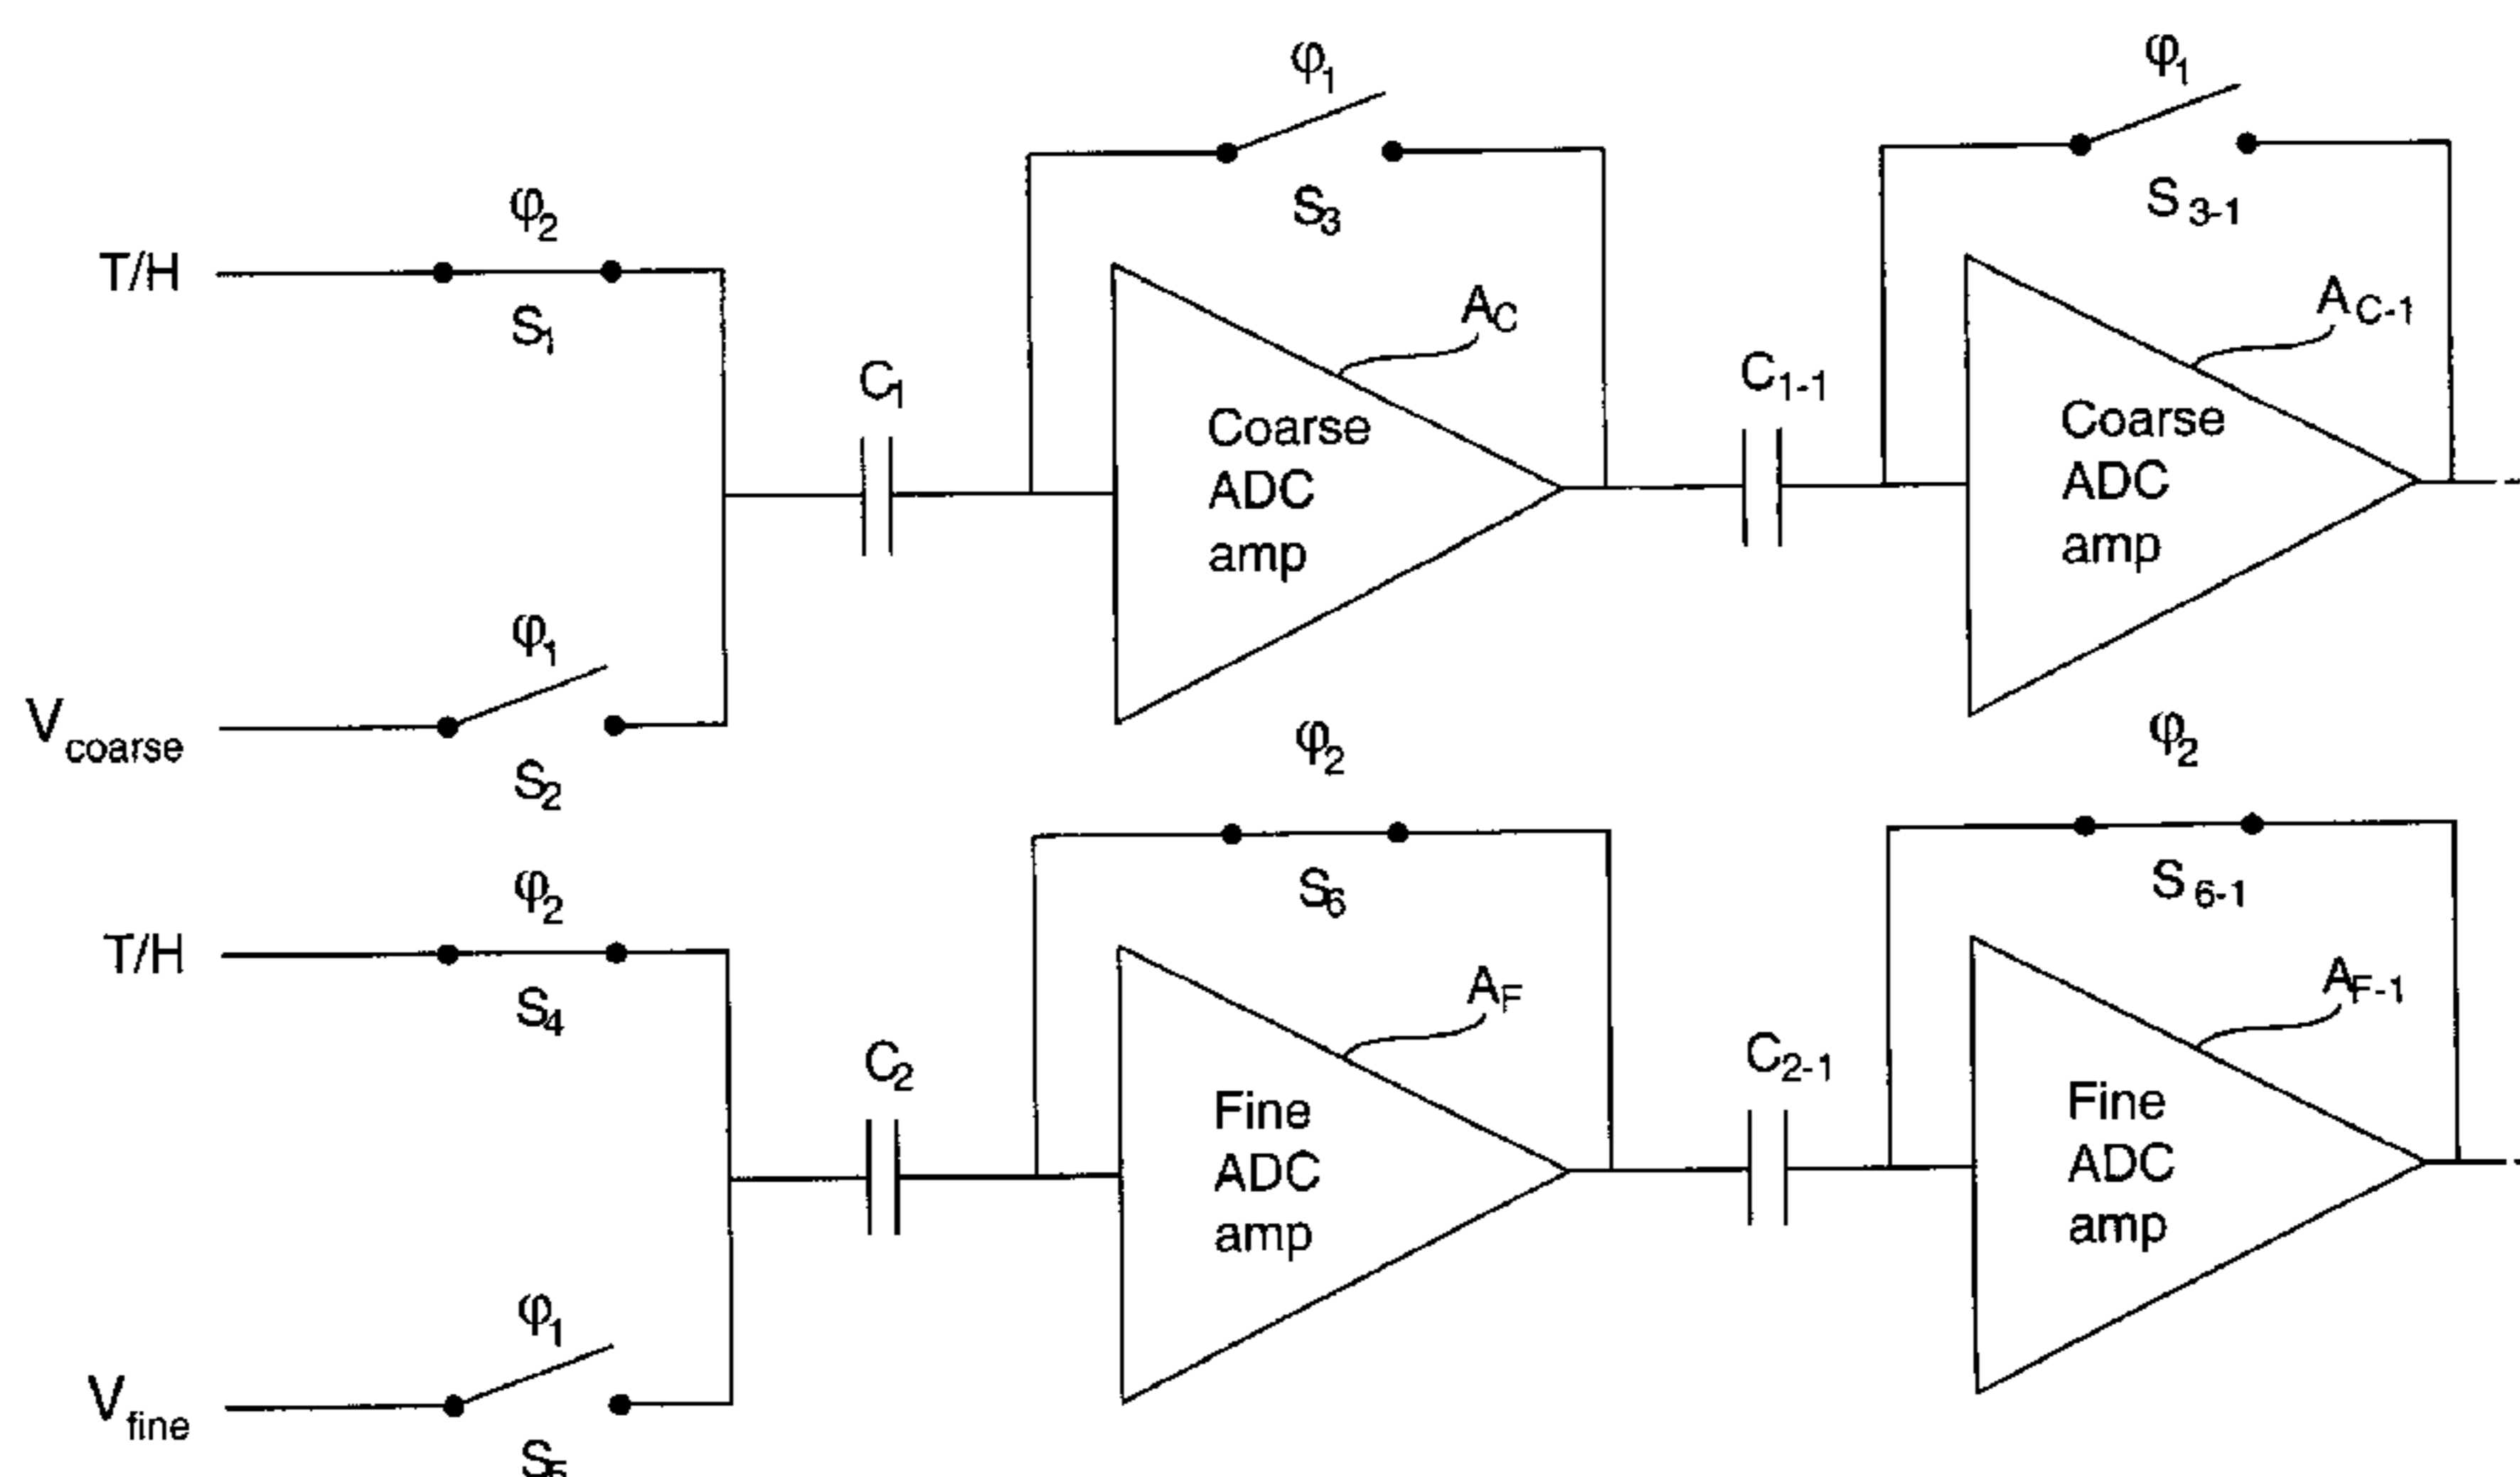 φ1
φ1
φ2
S3
S3-1
T/H
S1
AC
AC-1
C1
C1-1
Coarse
ADC
amp
Coarse
ADC
amp
φ1
Vcoarse
S2
φ2
φ2
φ2
S6
S6-1
T/H
S4
AF
AF-1
C2
C2-1
Fine
ADC
amp
Fine
ADC
amp
φ1
Vfine
S5